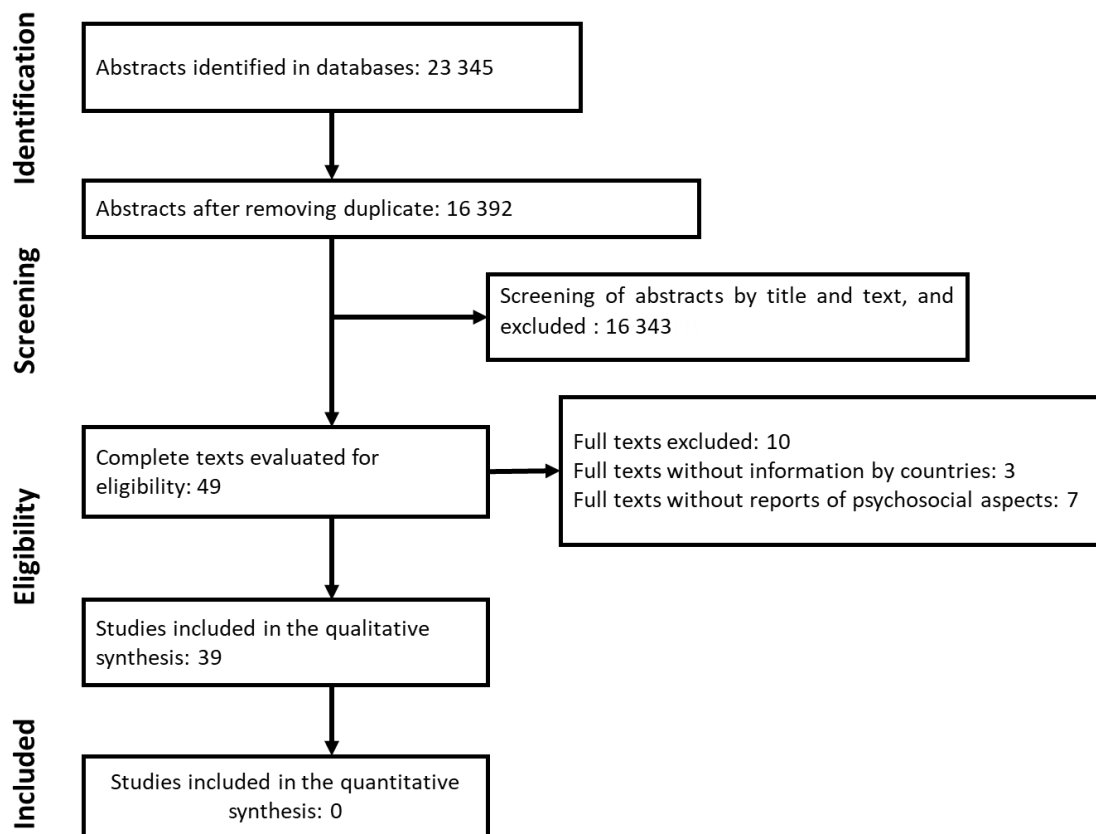 Identification
Abstracts identified in databases: 23 345
Abstracts after removing duplicate: 16 392
Screening
Screening of abstracts by title and text, and
excluded : 16 343
Eligibility
Complete texts evaluated for
eligibility: 49
Full texts excluded: 10
Full texts without information by countries: 3
Full texts without reports of psychosocial aspects: 7
Studies included in the qualitative
synthesis: 39
Included
Studies included in the quantitative
synthesis: 0